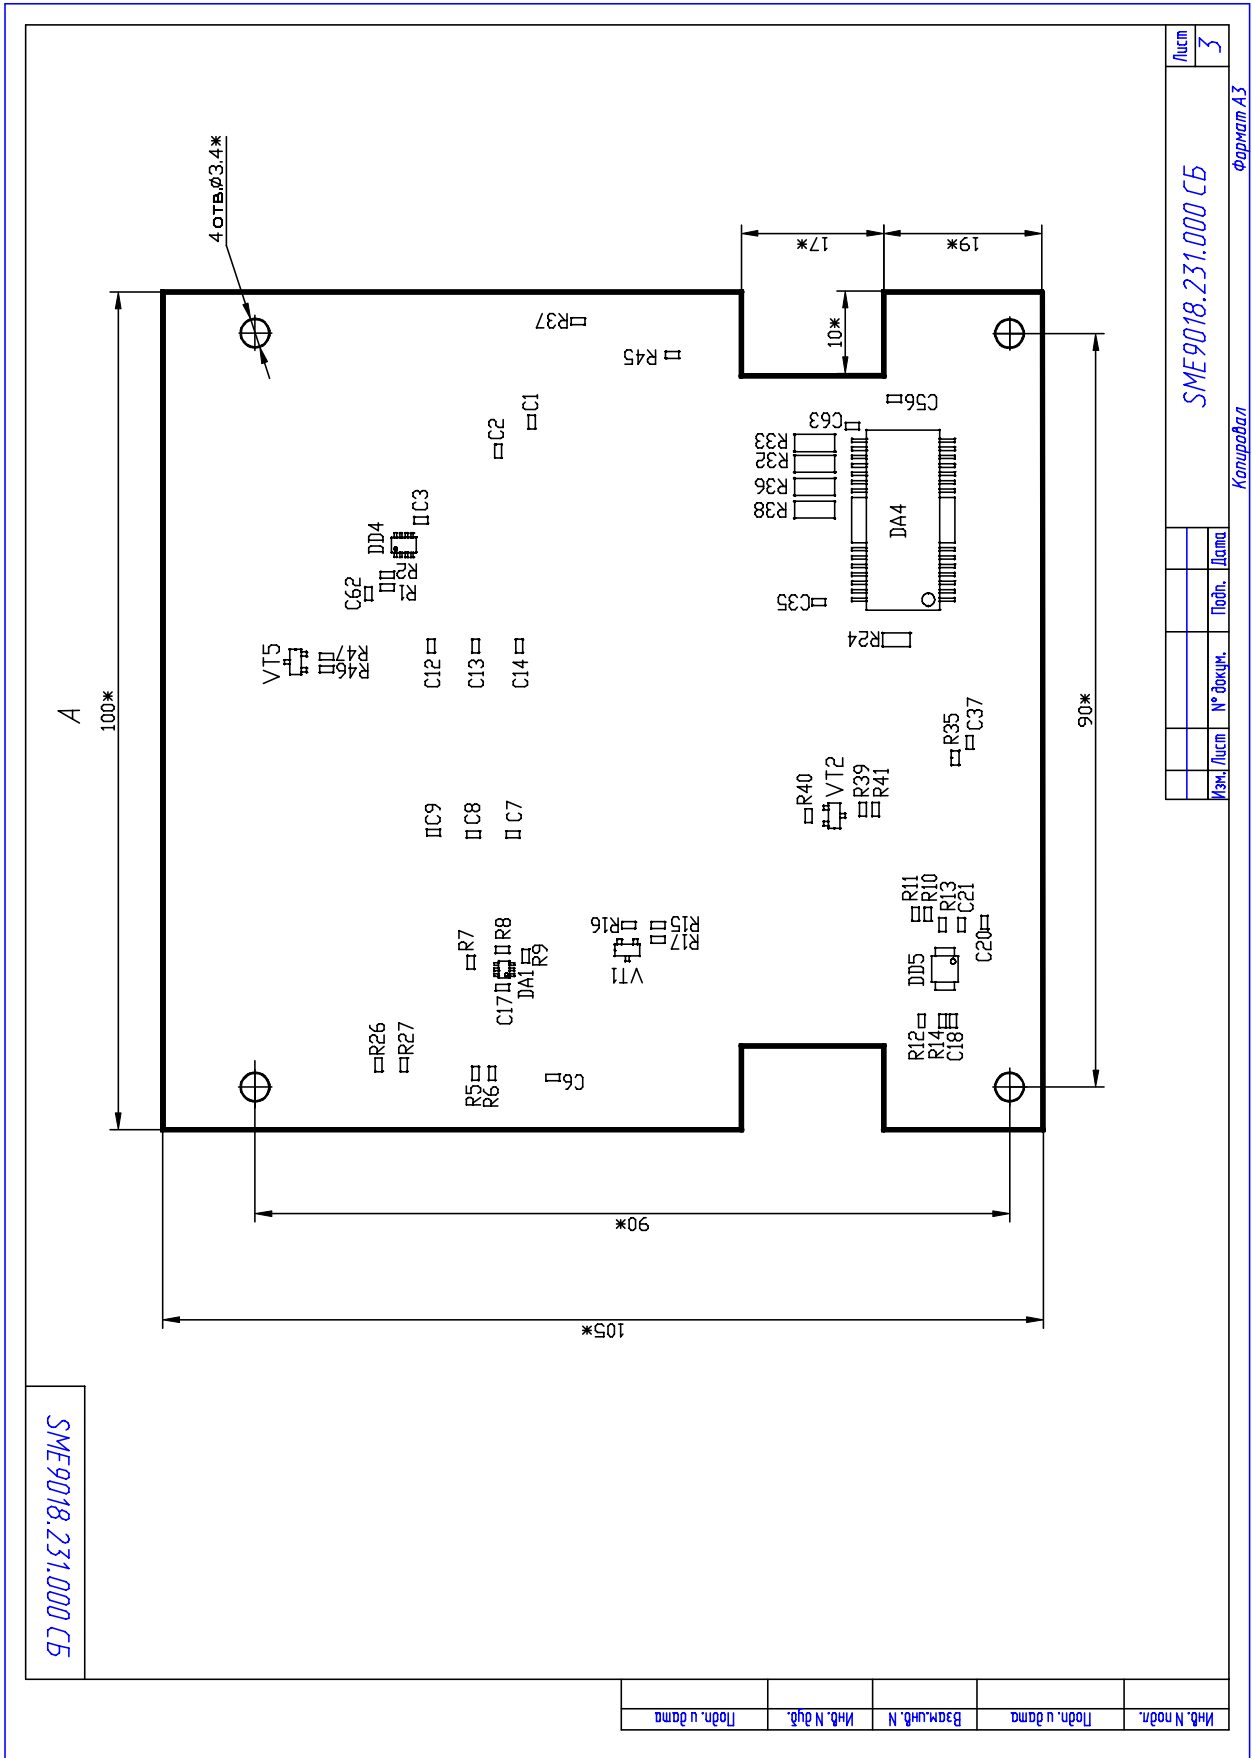 SME9018.231.000 СБ
А
100*
4 отв.Ø3.4*
17*
19*
10*
90*
90*
105*
R37
R45
C1
C2
C3
DD4
R2
R1
C62
VT5
R47
R46
C12
C13
C14
C63
C56
R33
R32
R36
R38
DA4
C35
R24
C9
C8
C7
R35
C37
R40
VT2
R39
R41
R7
R8
R9
DA1
C17
R16
R15
R17
VT1
R11
R10
R13
C21
C20
DD5
R12
R14
C18
R26
R27
R5
R6
C6
Изм.
Лист
N° докум.
Подп.
Дата
SME9018.231.000 СБ
Лист
3
Копировал
Формат А3
Подп. и дата
Инв. N дуб.
Взам.инв. N
Подп. и дата
Инв. N подл.